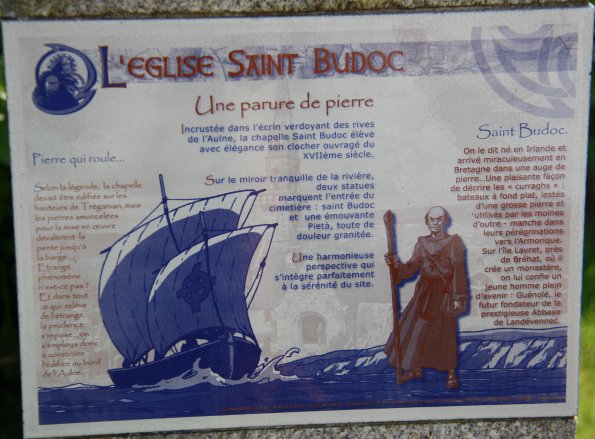 L'EGLISE SAINT BUDOC
Une parure de pierre
Pierre qui roule...
Selon la légende, la chapelle
devait être édifiée sur les
hauteurs de Trégarvan, mais
les pierres amoncelées
pour la mise en œuvre
dévalèrent la
pente jusqu'à
la berge...
Etrange
phénomène
n'est-ce pas ?
Et dans tout
ce qui relève
de l'étrange,
la prudence
s'impose, on
s'employa donc
à construire
l'édifice au bord
de l'Aulne...
Incrustée dans l'écrin verdoyant des rives
de l'Aulne, la chapelle Saint Budoc élève
avec élégance son clocher ouvragé du
XVIIème siècle.
Sur le miroir tranquille de la rivière,
deux statues
marquent l'entrée du
cimetière : saint Budoc
et une émouvante
Pietà, toute de
douleur granitée.
Une harmonieuse
perspective qui
s'intègre parfaitement
à la sérénité du site.
Saint Budoc.
On le dit né en Irlande et
arrivé miraculeusement en
Bretagne dans une auge de
pierre...Une plaisante façon
de décrire les « curraghs » :
bateaux à fond plat, lestés
d'une grosse pierre et
utilisés par les moines
d'outre - manche dans
leurs pérégrinations
vers l'Armorique.
Sur l'île Lavret, près
de Bréhat, où il
crée un monastère,
on lui confie un
jeune homme plein
d'avenir : Guénolé, le
futur fondateur de la
prestigieuse Abbaye
de Landévennec.